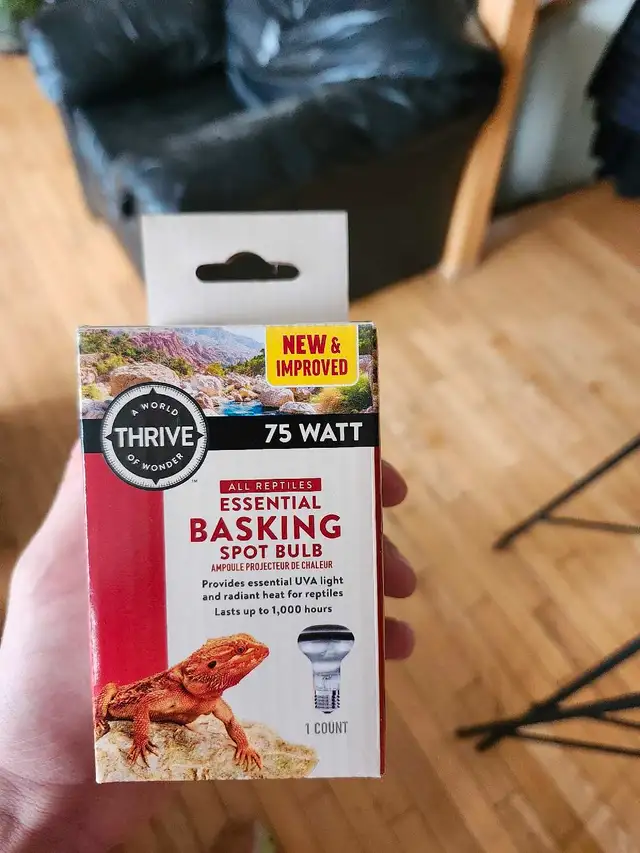 NEW &
IMPROVED
A WORLD
THRIVE
OF WONDER
™
75 WATT
ALL REPTILES
ESSENTIAL
BASKING
SPOT BULB
AMPOULE PROJECTEUR DE CHALEUR
Provides essential UVA light
and radiant heat for reptiles
Lasts up to 1,000 hours
1 COUNT